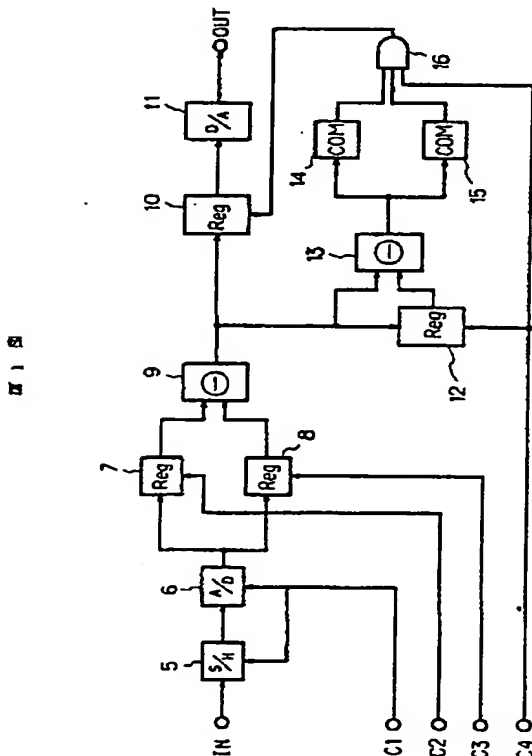 第 1 図
IN
5
S/H
6
A/D
7
Reg
8
Reg
9
10
Reg
11
D/A
OUT
12
Reg
13
14
COM
15
COM
16
C1
C2
C3
C4